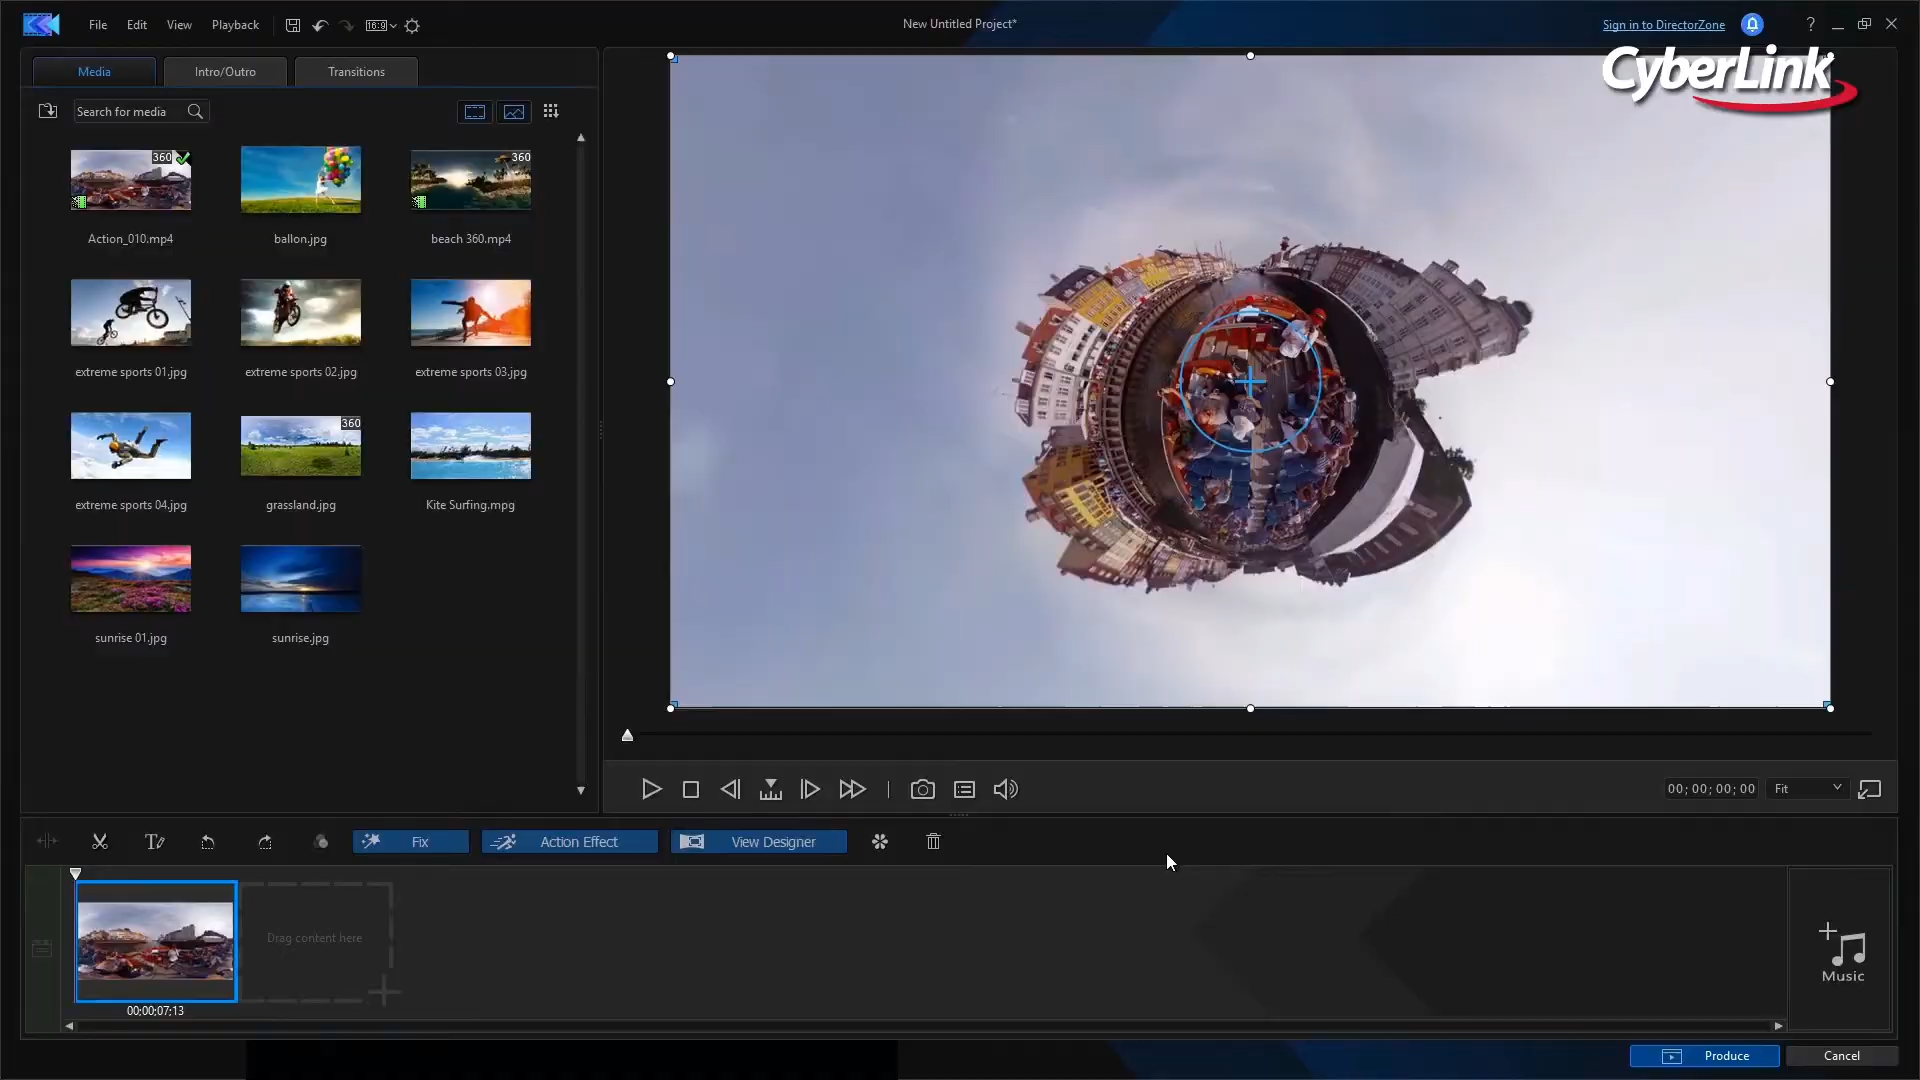 File Edit View Playback 16:9 New Untitled Project* Sign in to DirectorZone ?
CyberLink
Media Intro/Outro Transitions
Search for media
360 360
Action_010.mp4 ballon.jpg beach 360.mp4
extreme sports 01.jpg extreme sports 02.jpg extreme sports 03.jpg
360
extreme sports 04.jpg grassland.jpg Kite Surfing.mpg
sunrise 01.jpg sunrise.jpg
00;00;00;00 Fit
Fix Action Effect View Designer
Drag content here
Music
00;00;07;13
Produce Cancel